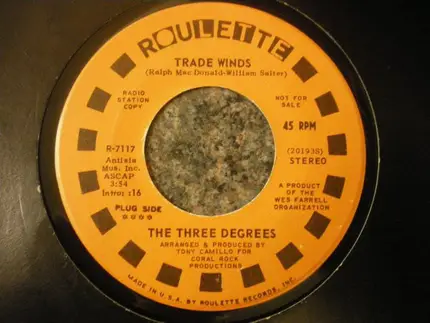 ROULETTE
TRADE WINDS
(Ralph Mac Donald-William Salter)
RADIO
STATION
COPY
NOT FOR
SALE
45 RPM
R-7117
Antisia
Mus. Inc.
ASCAP
3:34
Intro: :16
(201938)
STEREO
PLUG SIDE
A PRODUCT
OF THE
WES FARRELL
ORGANIZATION
THE THREE DEGREES
ARRANGED & PRODUCED BY
TONY CAMILLO FOR
CORAL ROCK
PRODUCTIONS
MADE IN U.S.A. BY ROULETTE RECORDS, INC.